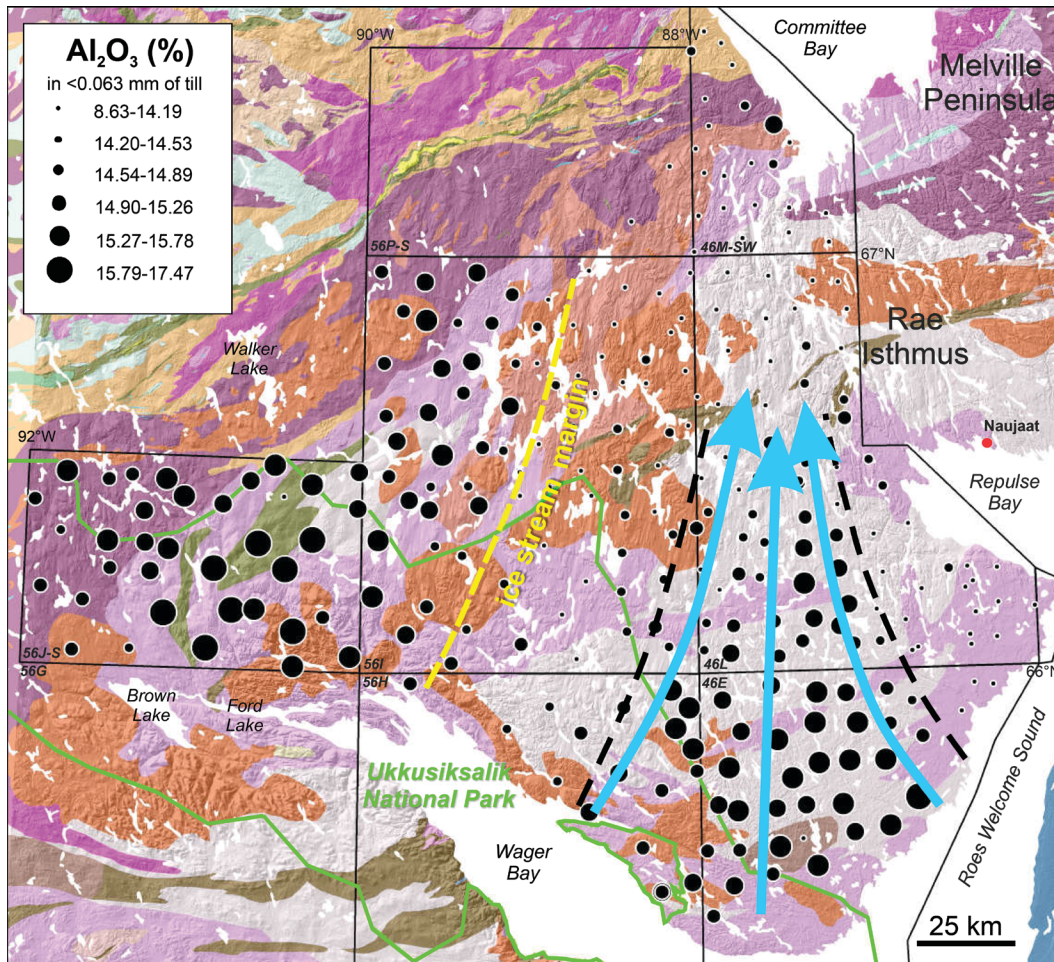 Al₂O₃ (%)
in <0.063 mm of till
8.63-14.19
14.20-14.53
14.54-14.89
14.90-15.26
15.27-15.78
15.79-17.47
90°W
88°W
Committee
Bay
Melville
Peninsula
56P-S
46M-SW
67°N
Rae
Isthmus
Walker
Lake
92°W
Naujaat
Repulse
Bay
ice stream margin
56J-S
56G
56I
56H
46L
46E
66°N
Brown
Lake
Ford
Lake
Ukkusiksalik
National Park
Wager
Bay
Roes Welcome Sound
25 km